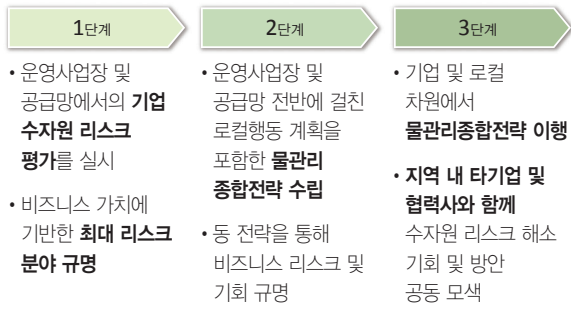 1단계
• 운영사업장 및
공급망에서의 기업
수자원 리스크
평가를 실시
• 비즈니스 가치에
기반한 최대 리스크
분야 규명
2단계
• 운영사업장 및
공급망 전반에 걸친
로컬행동 계획을
포함한 물관리
종합전략 수립
• 동 전략을 통해
비즈니스 리스크 및
기회 규명
3단계
• 기업 및 로컬
차원에서
물관리종합전략 이행
• 지역 내 타기업 및
협력사와 함께
수자원 리스크 해소
기회 및 방안
공동 모색